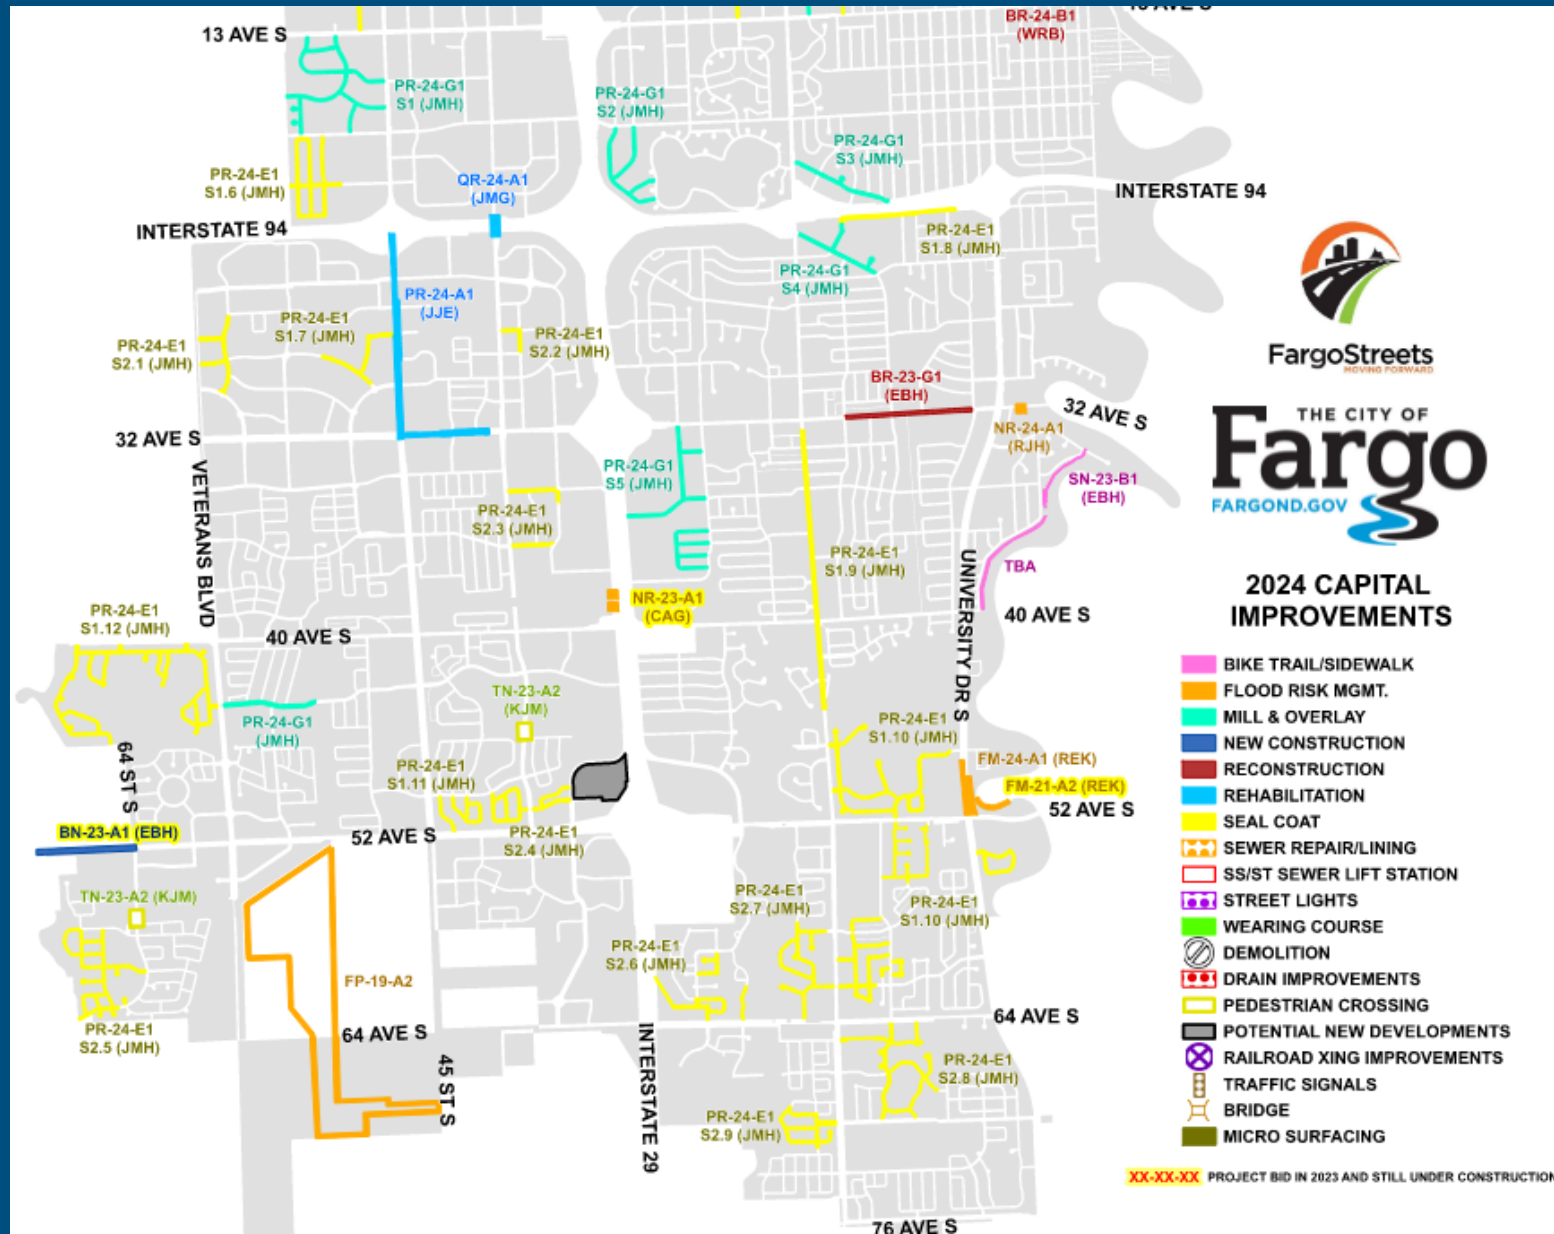 13 AVE S
BR-24-B1
(WRB)
PR-24-G1
S1 (JMH)
PR-24-G1
S2 (JMH)
PR-24-G1
S3 (JMH)
PR-24-E1
S1.6 (JMH)
QR-24-A1
(JMG)
INTERSTATE 94
INTERSTATE 94
PR-24-E1
S1.8 (JMH)
PR-24-G1
S4 (JMH)
PR-24-A1
(JJE)
PR-24-E1
S1.7 (JMH)
PR-24-E1
S2.1 (JMH)
PR-24-E1
S2.2 (JMH)
BR-23-G1
(EBH)
32 AVE S
32 AVE S
NR-24-A1
(RJH)
VETERANS BLVD
PR-24-G1
S5 (JMH)
SN-23-B1
(EBH)
PR-24-E1
S2.3 (JMH)
PR-24-E1
S1.9 (JMH)
TBA
UNIVERSITY DR S
NR-23-A1
(CAG)
PR-24-E1
S1.12 (JMH)
40 AVE S
40 AVE S
TN-23-A2
(KJM)
PR-24-G1
(JMH)
64 ST S
PR-24-E1
S1.10 (JMH)
PR-24-E1
S1.11 (JMH)
FM-24-A1 (REK)
FM-21-A2 (REK)
52 AVE S
BN-23-A1 (EBH)
52 AVE S
PR-24-E1
S2.4 (JMH)
TN-23-A2 (KJM)
PR-24-E1
S2.7 (JMH)
PR-24-E1
S1.10 (JMH)
PR-24-E1
S2.6 (JMH)
FP-19-A2
PR-24-E1
S2.5 (JMH)
64 AVE S
64 AVE S
45 ST S
INTERSTATE 29
PR-24-E1
S2.8 (JMH)
PR-24-E1
S2.9 (JMH)
76 AVE S
FargoStreets
MOVING FORWARD
THE CITY OF
Fargo
FARGOND.GOV
2024 CAPITAL
IMPROVEMENTS
BIKE TRAIL/SIDEWALK
FLOOD RISK MGMT.
MILL & OVERLAY
NEW CONSTRUCTION
RECONSTRUCTION
REHABILITATION
SEAL COAT
SEWER REPAIR/LINING
SS/ST SEWER LIFT STATION
STREET LIGHTS
WEARING COURSE
DEMOLITION
DRAIN IMPROVEMENTS
PEDESTRIAN CROSSING
POTENTIAL NEW DEVELOPMENTS
RAILROAD XING IMPROVEMENTS
TRAFFIC SIGNALS
BRIDGE
MICRO SURFACING
XX-XX-XX PROJECT BID IN 2023 AND STILL UNDER CONSTRUCTION